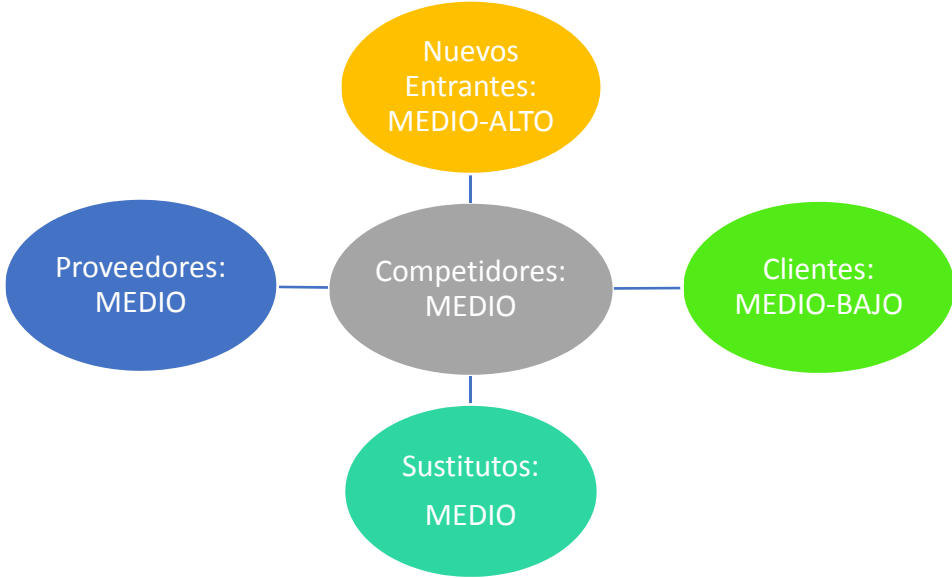 Nuevos
Entrantes:
MEDIO-ALTO
Proveedores:
MEDIO
Competidores:
MEDIO
Clientes:
MEDIO-BAJO
Sustitutos:
MEDIO